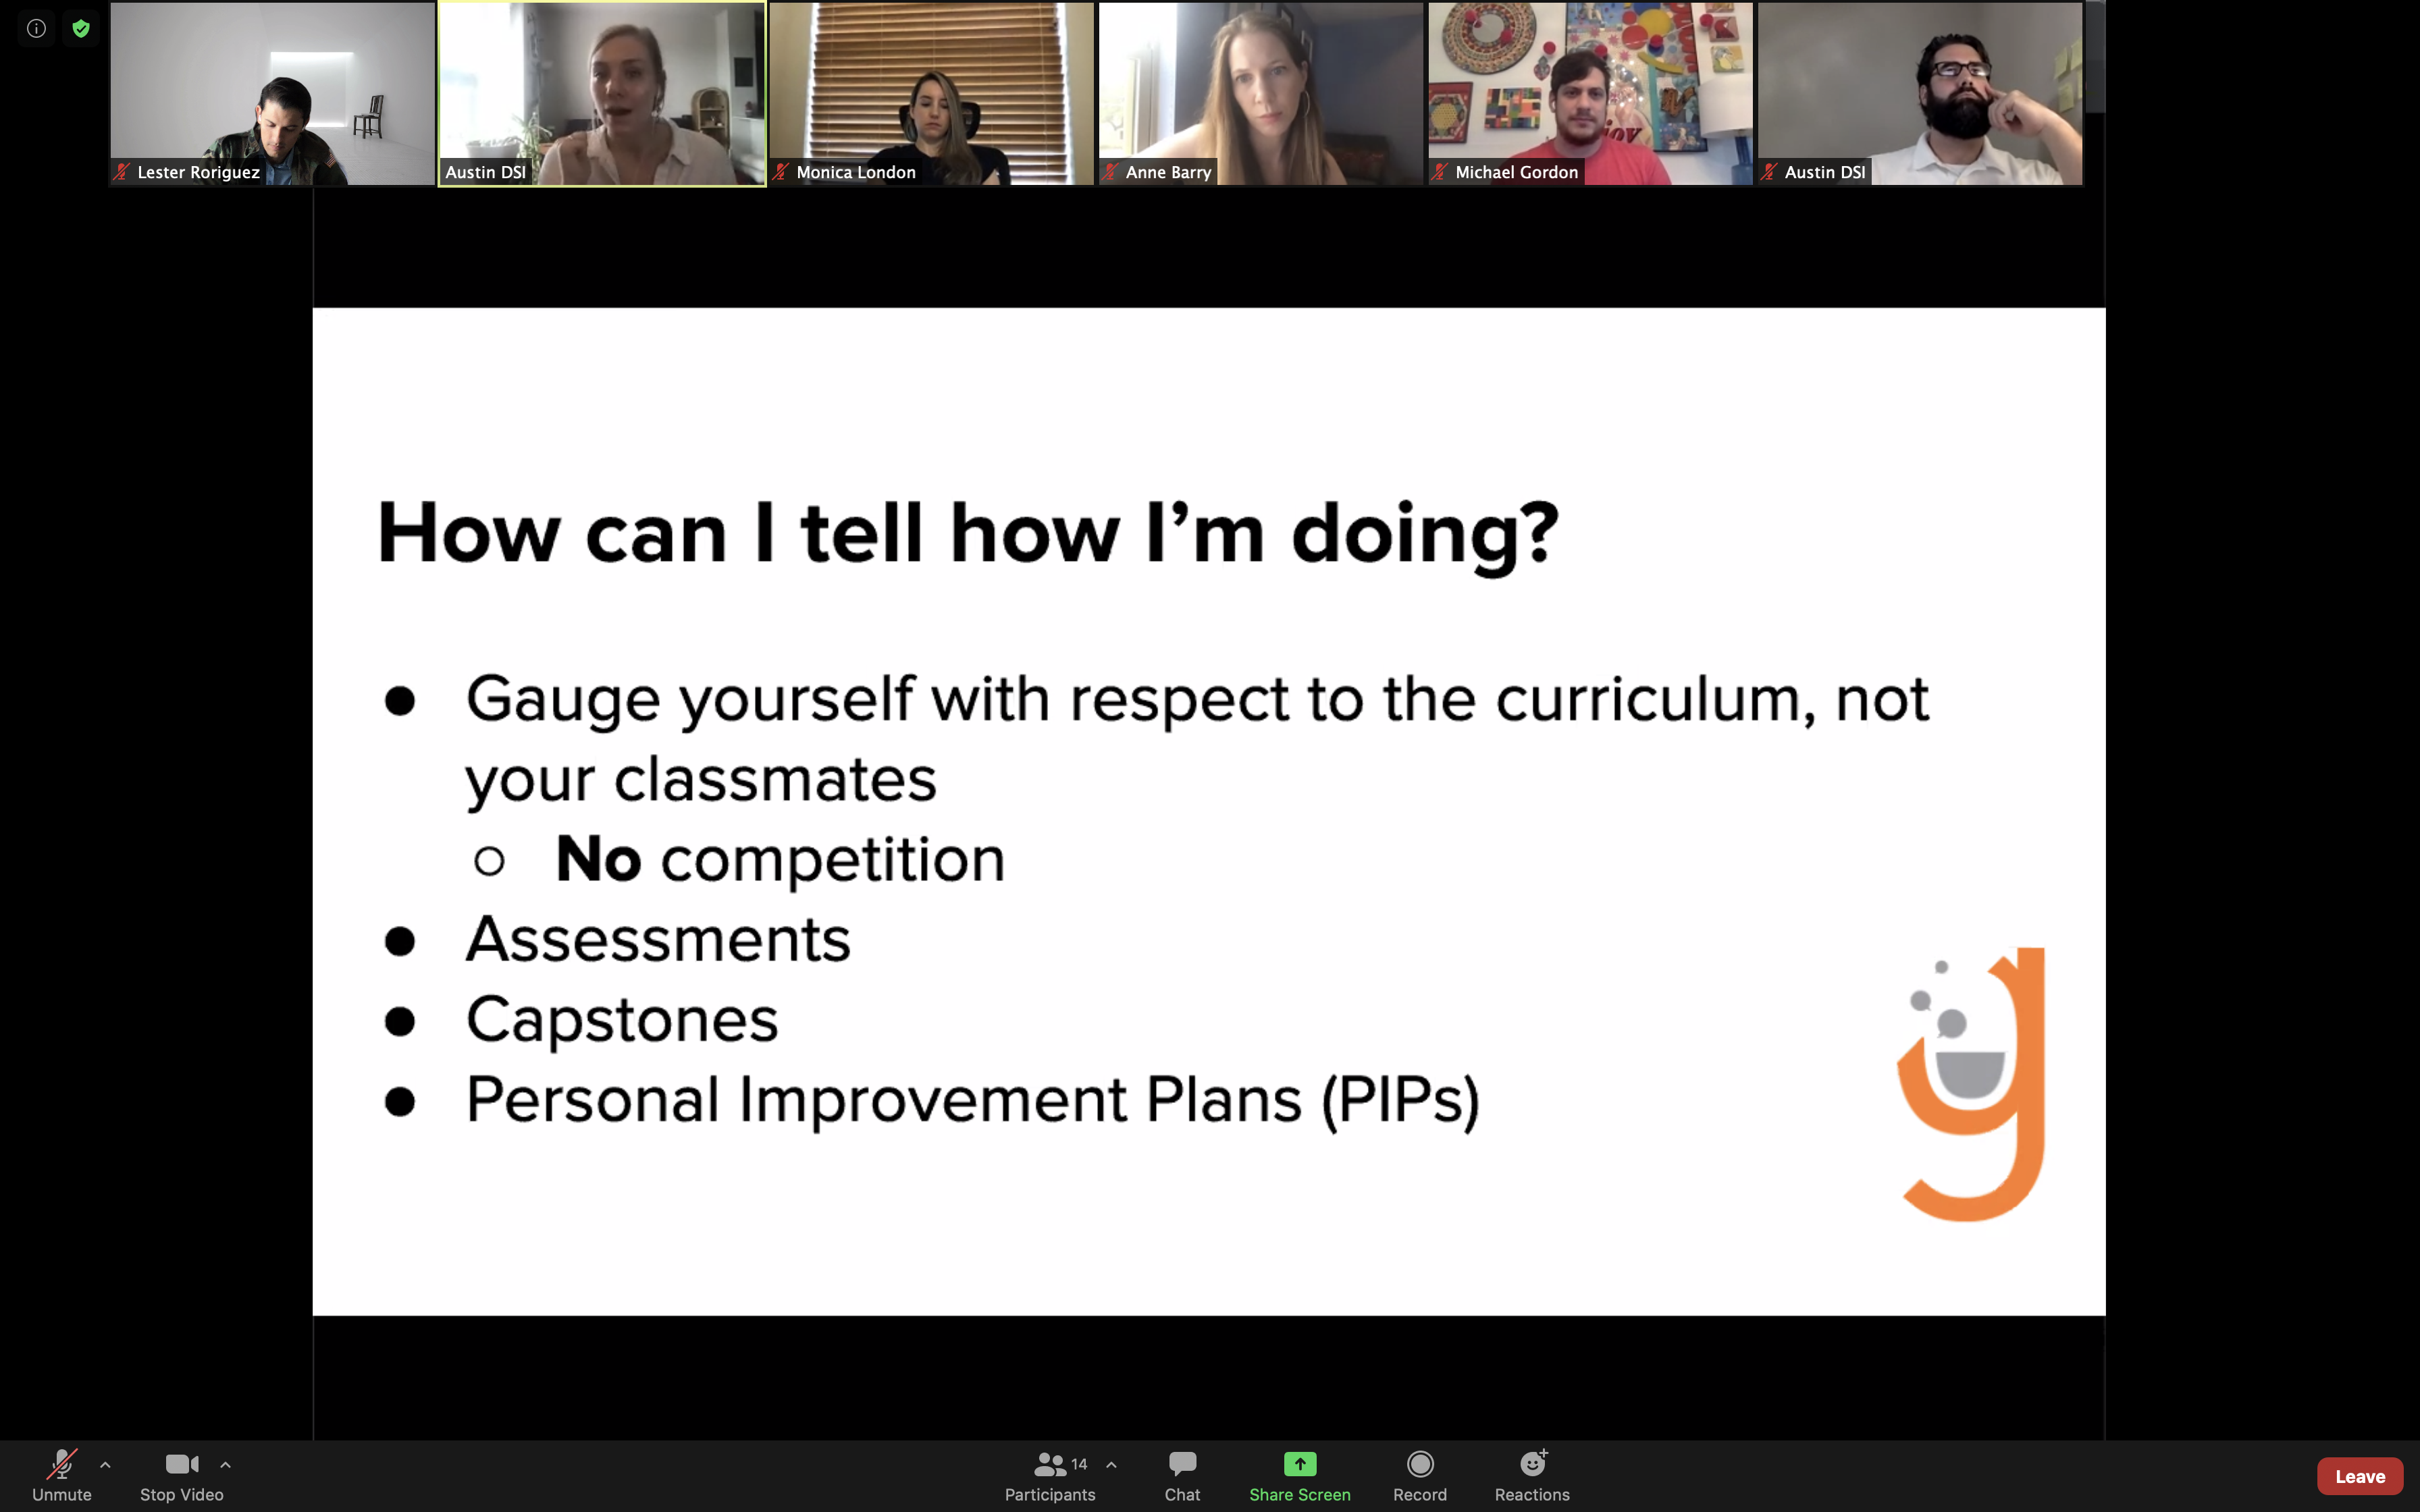 Lester Roriguez
Austin DSI
Monica London
Anne Barry
Michael Gordon
Austin DSI
joy
How can I tell how I’m doing?
● Gauge yourself with respect to the curriculum, not
your classmates
○ No competition
● Assessments
● Capstones
● Personal Improvement Plans (PIPs)
g
Unmute
Stop Video
14
Participants
Chat
Share Screen
Record
Reactions
Leave